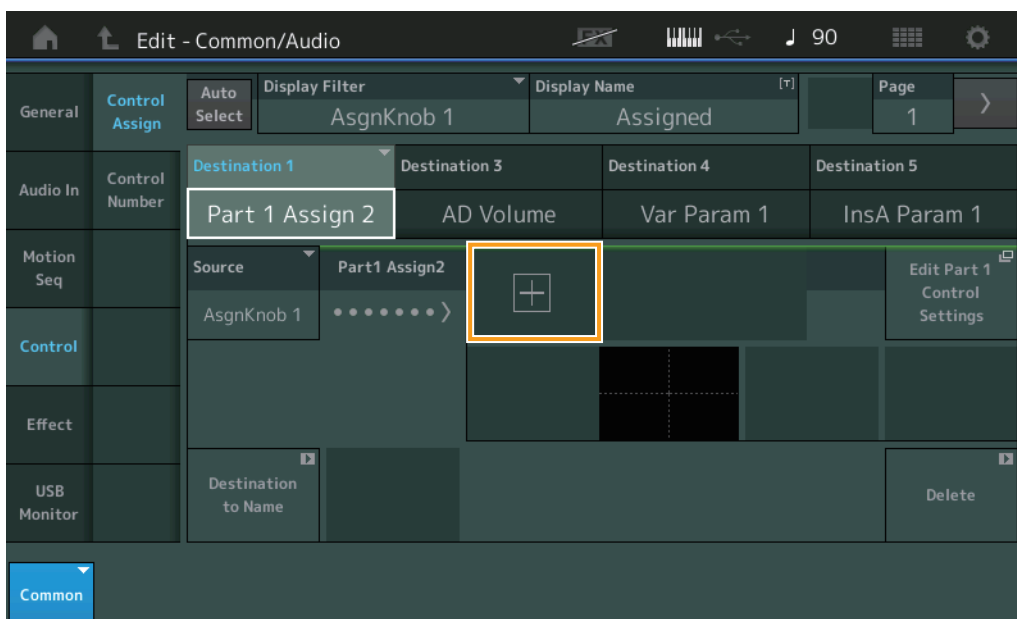 Edit - Common/Audio
FX
90
General
Control
Assign
Auto
Select
Display Filter
AsgnKnob 1
Display Name
[T]
Assigned
Page
1
Audio In
Control
Number
Destination 1
Destination 3
Destination 4
Destination 5
Part 1 Assign 2
AD Volume
Var Param 1
InsA Param 1
Motion
Seq
Source
Part1 Assign2
AsgnKnob 1
Edit Part 1
Control
Settings
Control
Effect
USB
Monitor
Destination
to Name
Delete
Common